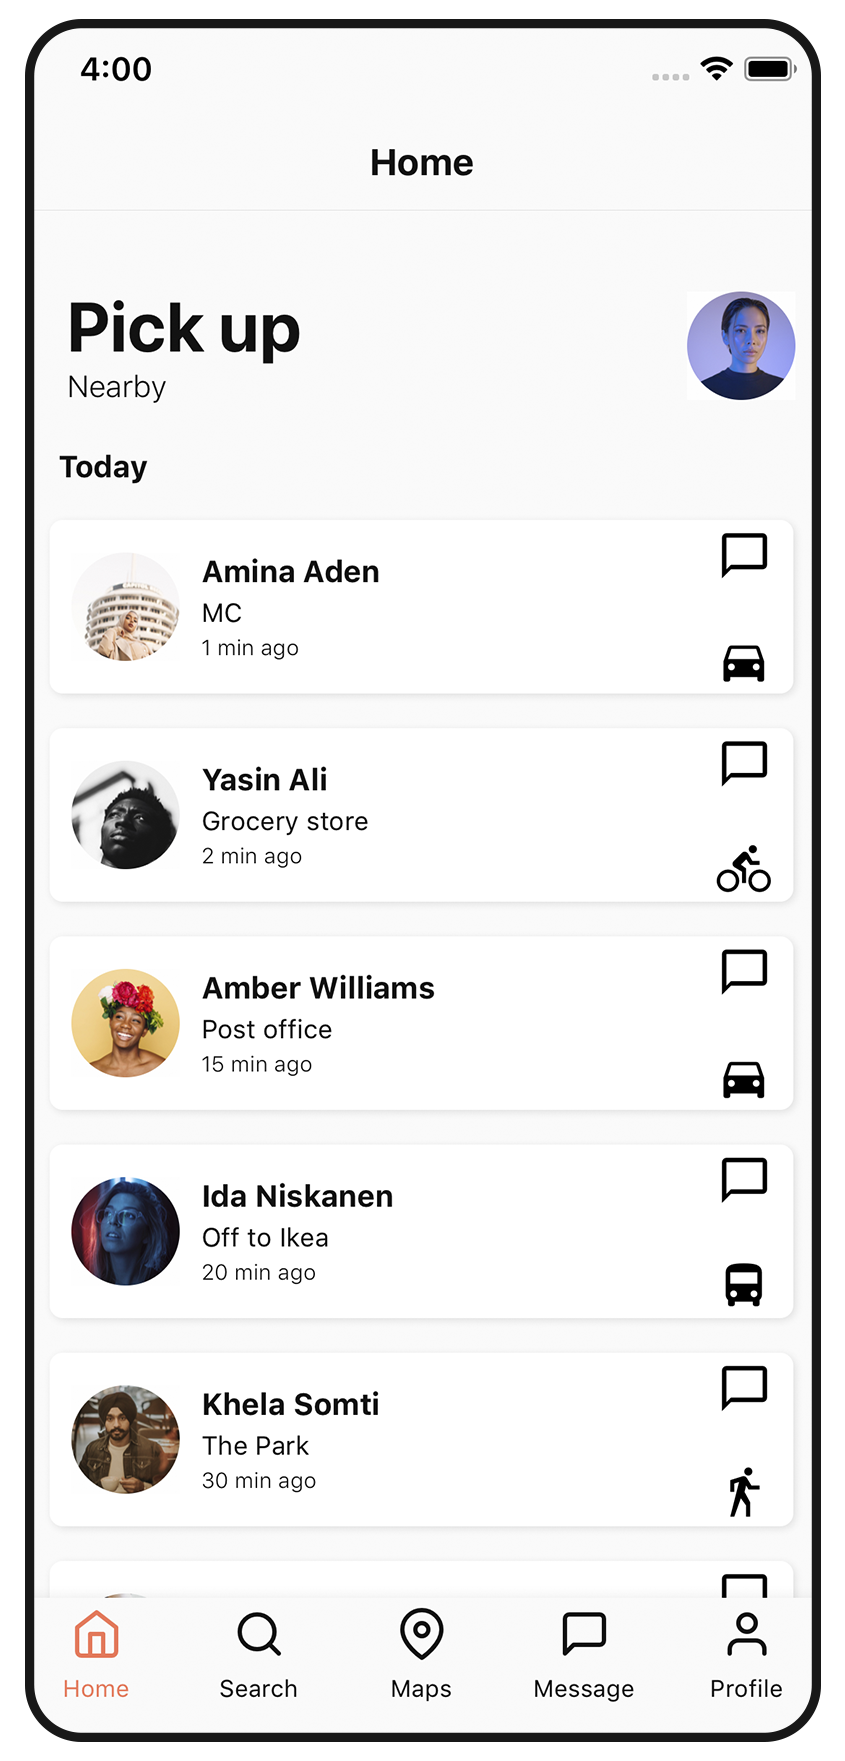 4:00
Home
Pick up
Nearby
Today
Amina Aden
MC
1 min ago
Yasin Ali
Grocery store
2 min ago
Amber Williams
Post office
15 min ago
Ida Niskanen
Off to Ikea
20 min ago
Khela Somti
The Park
30 min ago
Home Search Maps Message Profile